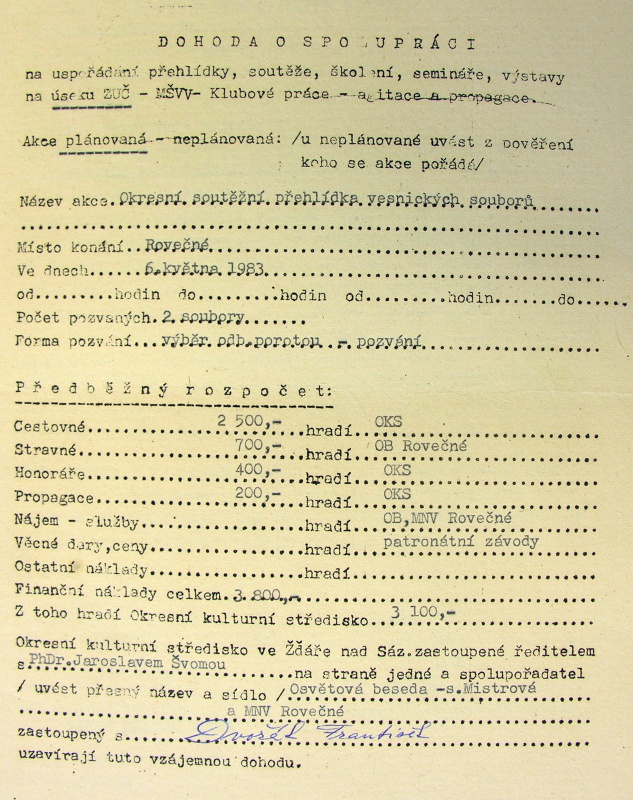 DOHODA O SPOLUPRÁCI
na uspořádání přehlídky, soutěže, školení, semináře, výstavy
na úseku ZUČ - MŠVV- Klubové práce - agitace a propagace.
Akce plánovaná - neplánovaná: /u neplánované uvést z pověření
koho se akce pořádá/
Název akce.Okresní soutěžní přehlídka vesnických souborů
Místo konání..Rovečné
Ve dnech.....6.května 1983
od.........hodin do.........hodin od.........hodin.......do......
Počet pozvaných.2 soubory.......
Forma pozvání...výběr odb.porotou - pozvání
Předběžný rozpočet:
Cestovné 2 500,- hradí OKS
Stravné 700,- hradí OB Rovečné
Honoráře 400,- hradí OKS
Propagace 200,- hradí OKS
Nájem - služby hradí OB,MNV Rovečné
Věcné dary,ceny hradí patronátní závody
Ostatní náklady hradí
Finanční náklady celkem.3 800,-
Z toho hradí Okresní kulturní středisko..3 100,-
Okresní kulturní středisko ve Žďáře nad Sáz.zastoupené ředitelem
s PhDr.Jaroslavem Švomou na straně jedné a spolupořadatel
/ uvést přesný název a sídlo /Osvětová beseda -s.Mistrová
a MNV Rovečné
zastoupený s Dvořák František
uzavírají tuto vzájemnou dohodu.